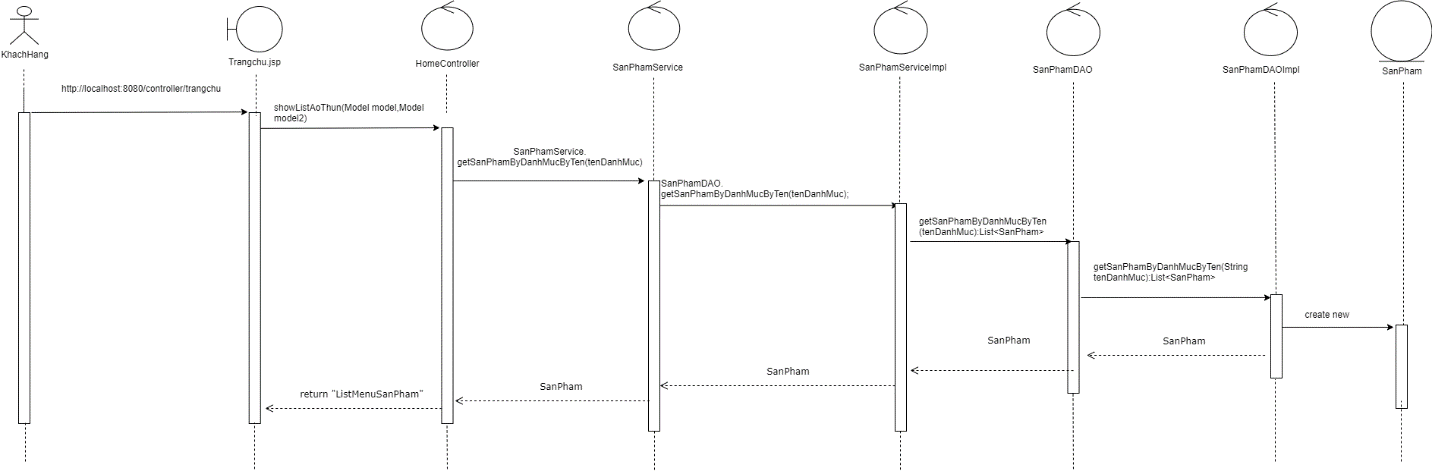 KhachHang
Trangchu.jsp
HomeController
SanPhamService
SanPhamServiceImpl
SanPhamDAO
SanPhamDAOImpl
SanPham
http://localhost:8080/controller/trangchu
showListAoThun(Model model,Model
model2)
SanPhamService.
getSanPhamByDanhMucByTen(tenDanhMuc)
SanPhamDAO.
getSanPhamByDanhMucByTen(tenDanhMuc);
getSanPhamByDanhMucByTen
(tenDanhMuc):List<SanPham>
getSanPhamByDanhMucByTen(String
tenDanhMuc):List<SanPham>
create new
SanPham
SanPham
SanPham
SanPham
return "ListMenuSanPham"